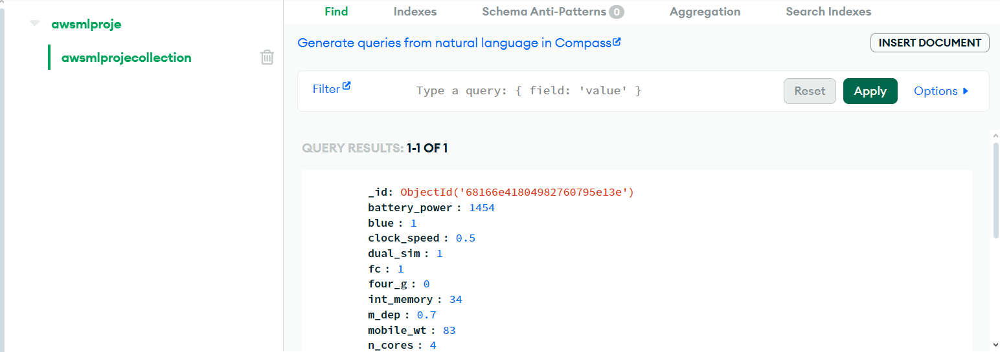 Find Indexes Schema Anti-Patterns 0 Aggregation Search Indexes
awsmlproje
awsmlprojecollection
Generate queries from natural language in Compass
INSERT DOCUMENT
Filter Type a query: { field: 'value' } Reset Apply Options
QUERY RESULTS: 1-1 OF 1
_id: ObjectId('68166e41804982760795e13e')
battery_power : 1454
blue : 1
clock_speed : 0.5
dual_sim : 1
fc : 1
four_g : 0
int_memory : 34
m_dep : 0.7
mobile_wt : 83
n_cores : 4